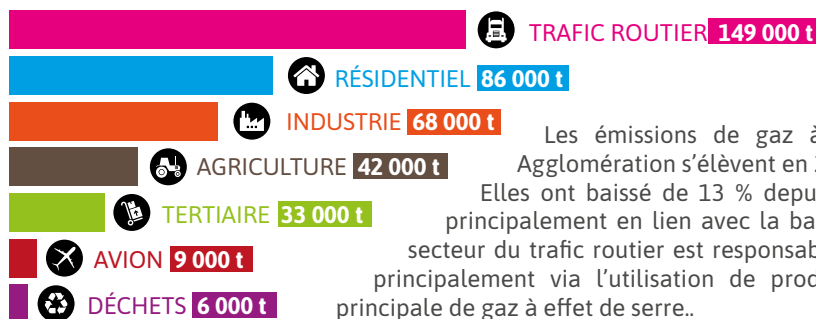 TRAFIC ROUTIER 149 000 t
RÉSIDENTIEL 86 000 t
INDUSTRIE 68 000 t
AGRICULTURE 42 000 t
TERTIAIRE 33 000 t
AVION 9 000 t
DÉCHETS 6 000 t
Les émissions de gaz à
Agglomération s’élèvent en
Elles ont baissé de 13 % depu
principalement en lien avec la ba
secteur du trafic routier est responsab
principalement via l’utilisation de prod
principale de gaz à effet de serre..